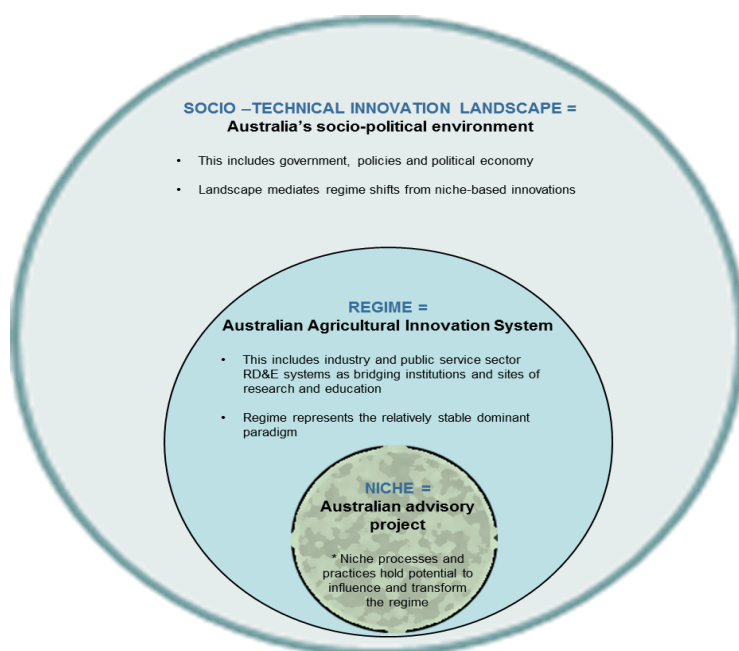 SOCIO –TECHNICAL INNOVATION LANDSCAPE =
Australia's socio-political environment
• This includes government, policies and political economy
• Landscape mediates regime shifts from niche-based innovations
REGIME =
Australian Agricultural Innovation System
• This includes industry and public service sector
RD&E systems as bridging institutions and sites of
research and education
• Regime represents the relatively stable dominant
paradigm
NICHE =
Australian advisory
project
* Niche processes and
practices hold potential to
influence and transform
the regime